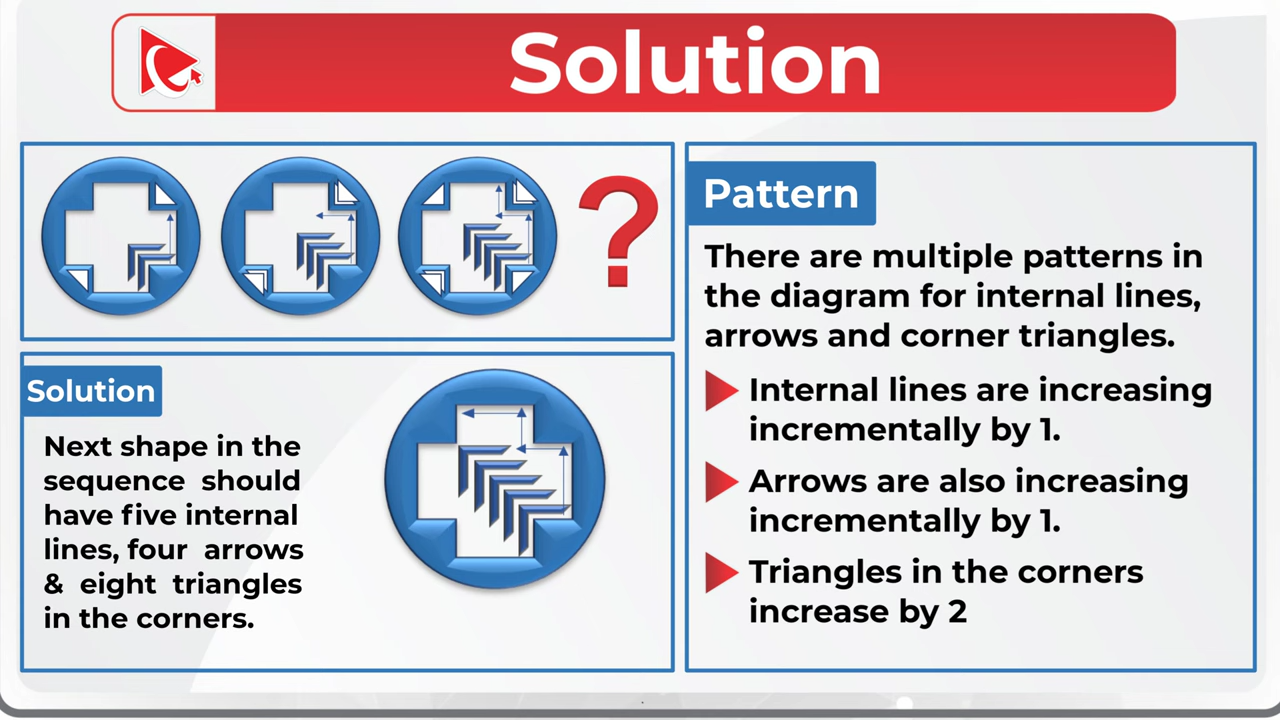 Solution
?
Pattern
There are multiple patterns in
the diagram for internal lines,
arrows and corner triangles.
Internal lines are increasing
incrementally by 1.
Arrows are also increasing
incrementally by 1.
Triangles in the corners
increase by 2
Solution
Next shape in the
sequence should
have five internal
lines, four arrows
& eight triangles
in the corners.